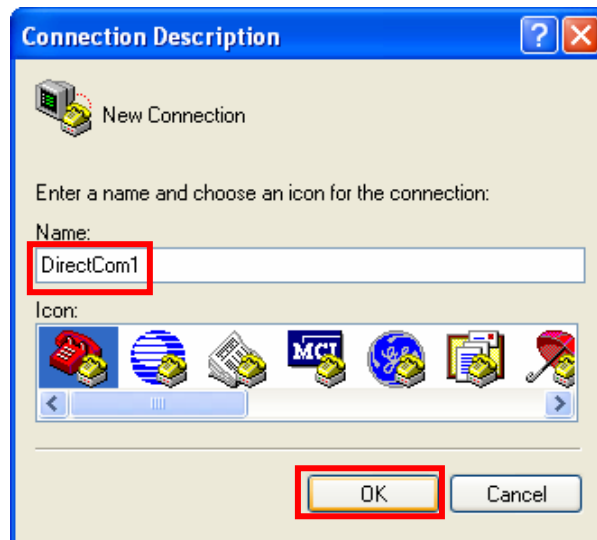 Connection Description
New Connection
Enter a name and choose an icon for the connection:
Name:
DirectCom1
Icon:
MCI
OK Cancel